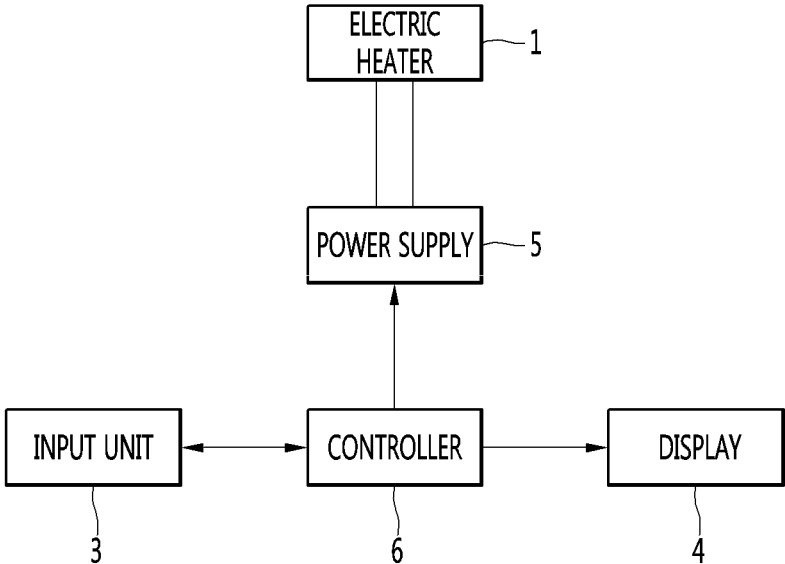 ELECTRIC
HEATER
1
POWER SUPPLY
5
INPUT UNIT
CONTROLLER
DISPLAY
3
6
4